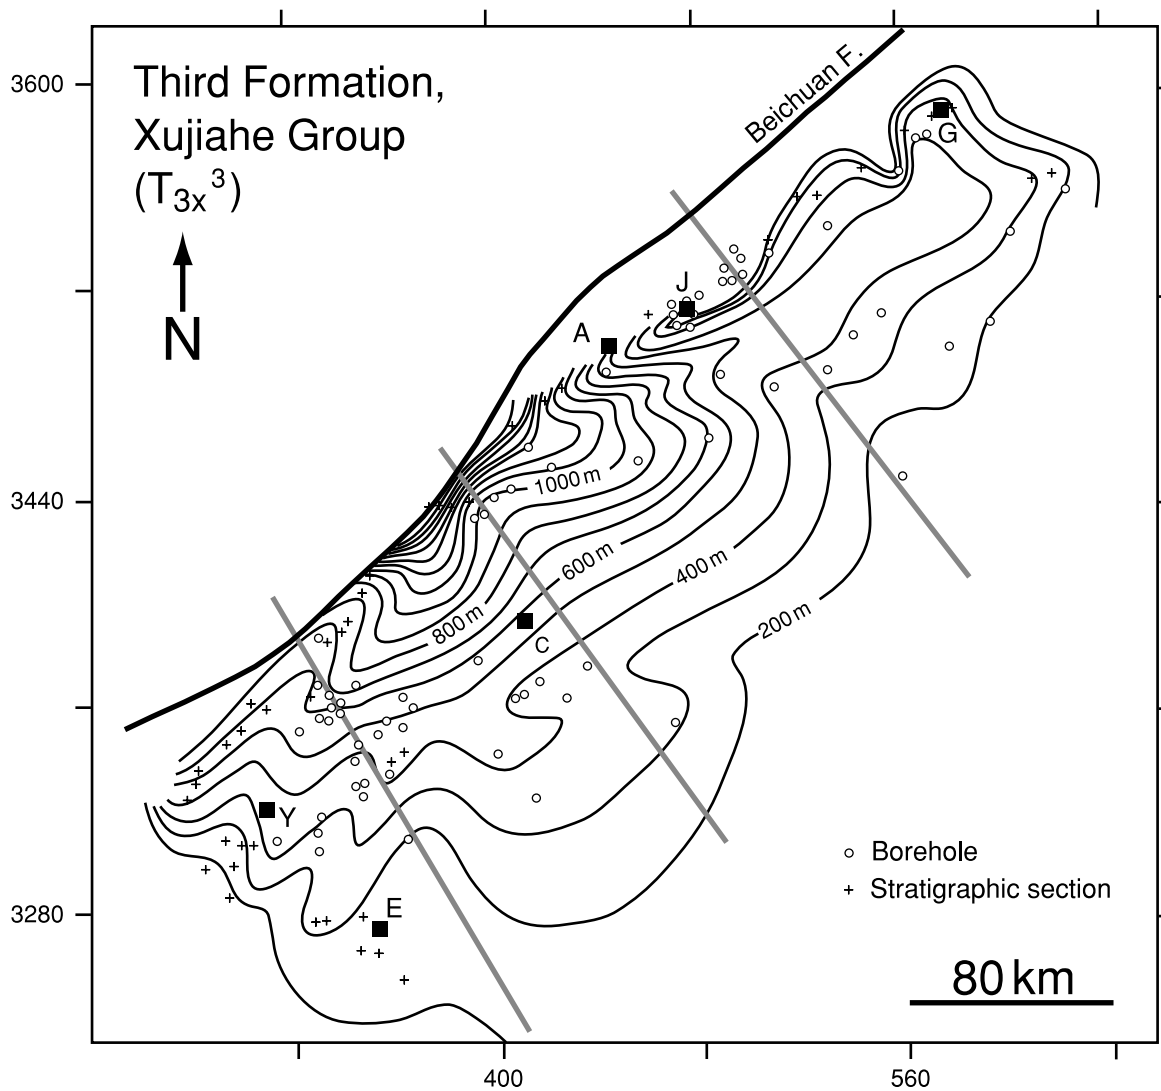 3600
Third Formation,
Xujiahe Group
(T3x3)
N
Beichuan F.
G
J
A
3440
1000 m
600 m
400 m
800 m
200 m
C
Y
E
3280
Borehole
Stratigraphic section
80 km
400
560